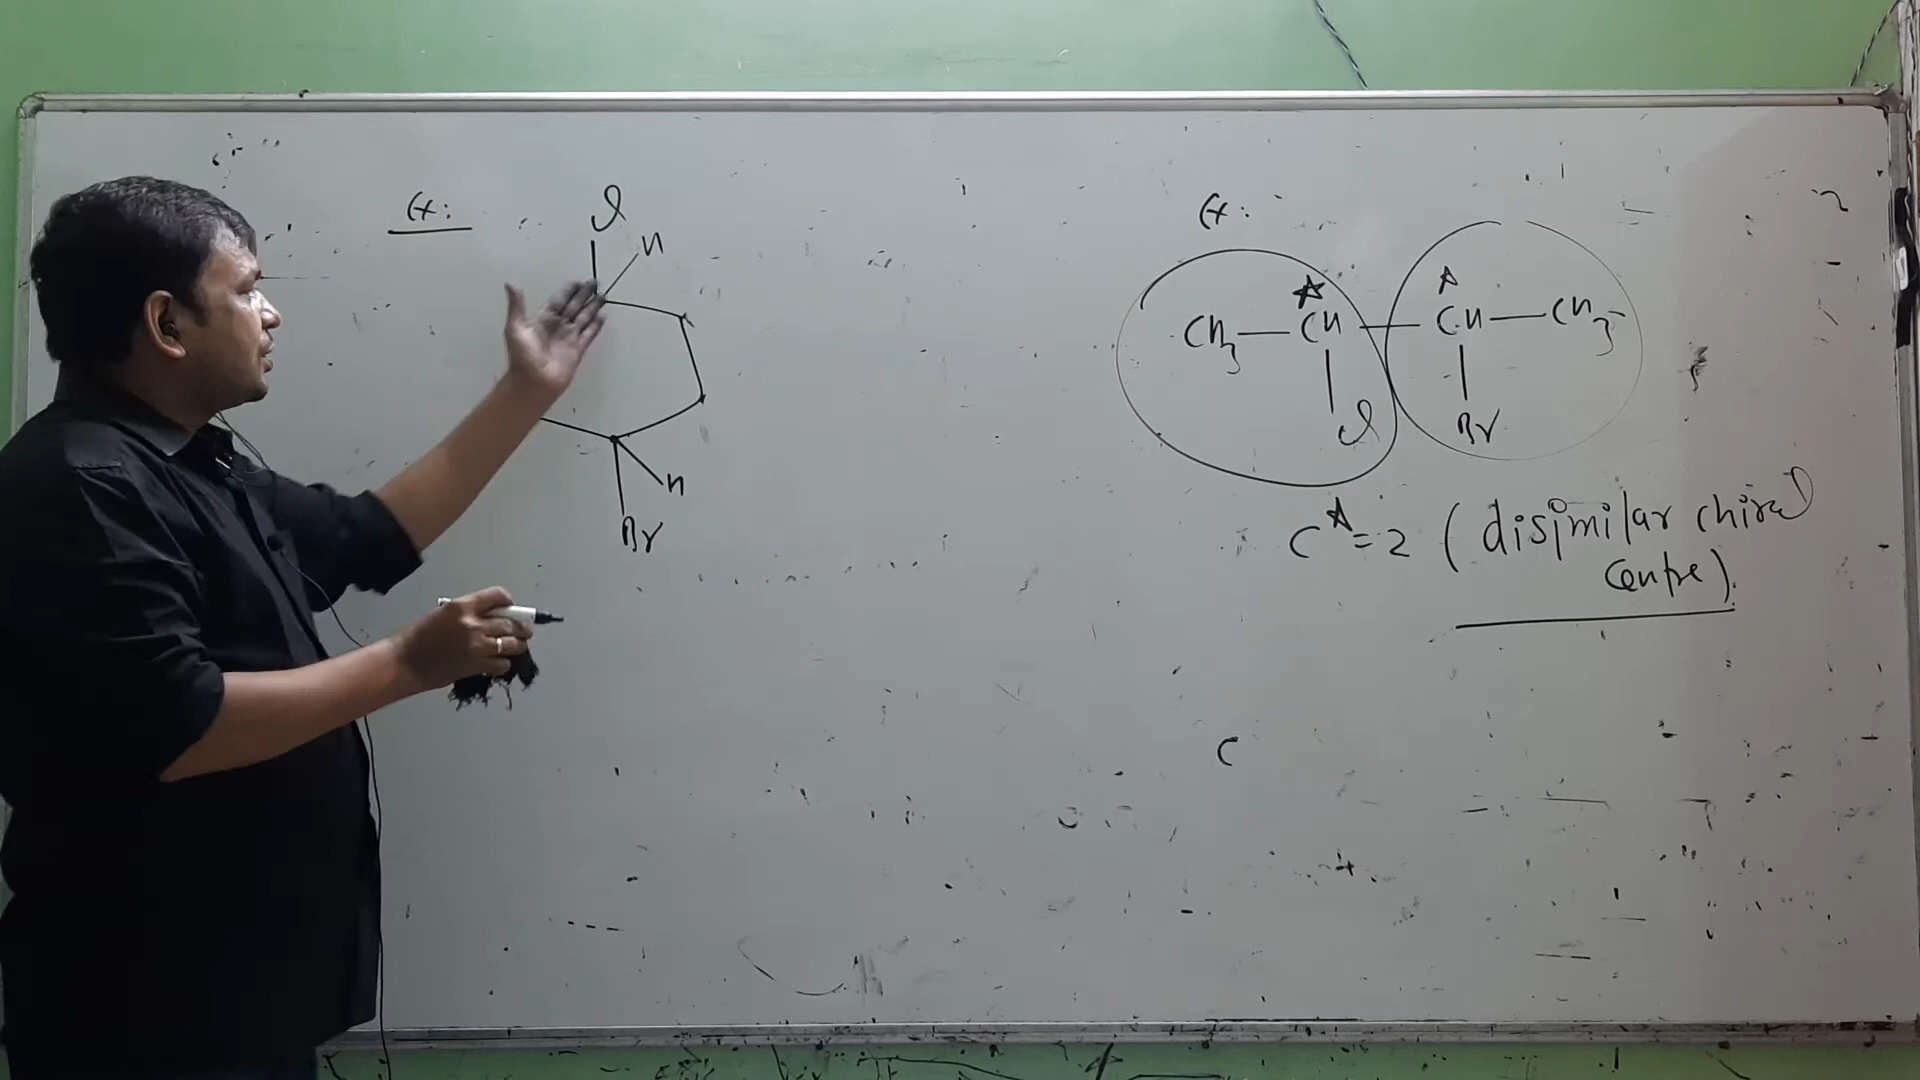 Ex:
Cl
H
H
Br
Ex:
CH3—CH—CH—CH3
Cl
Br
C*=2 (disimilar chiral
Centre).
C